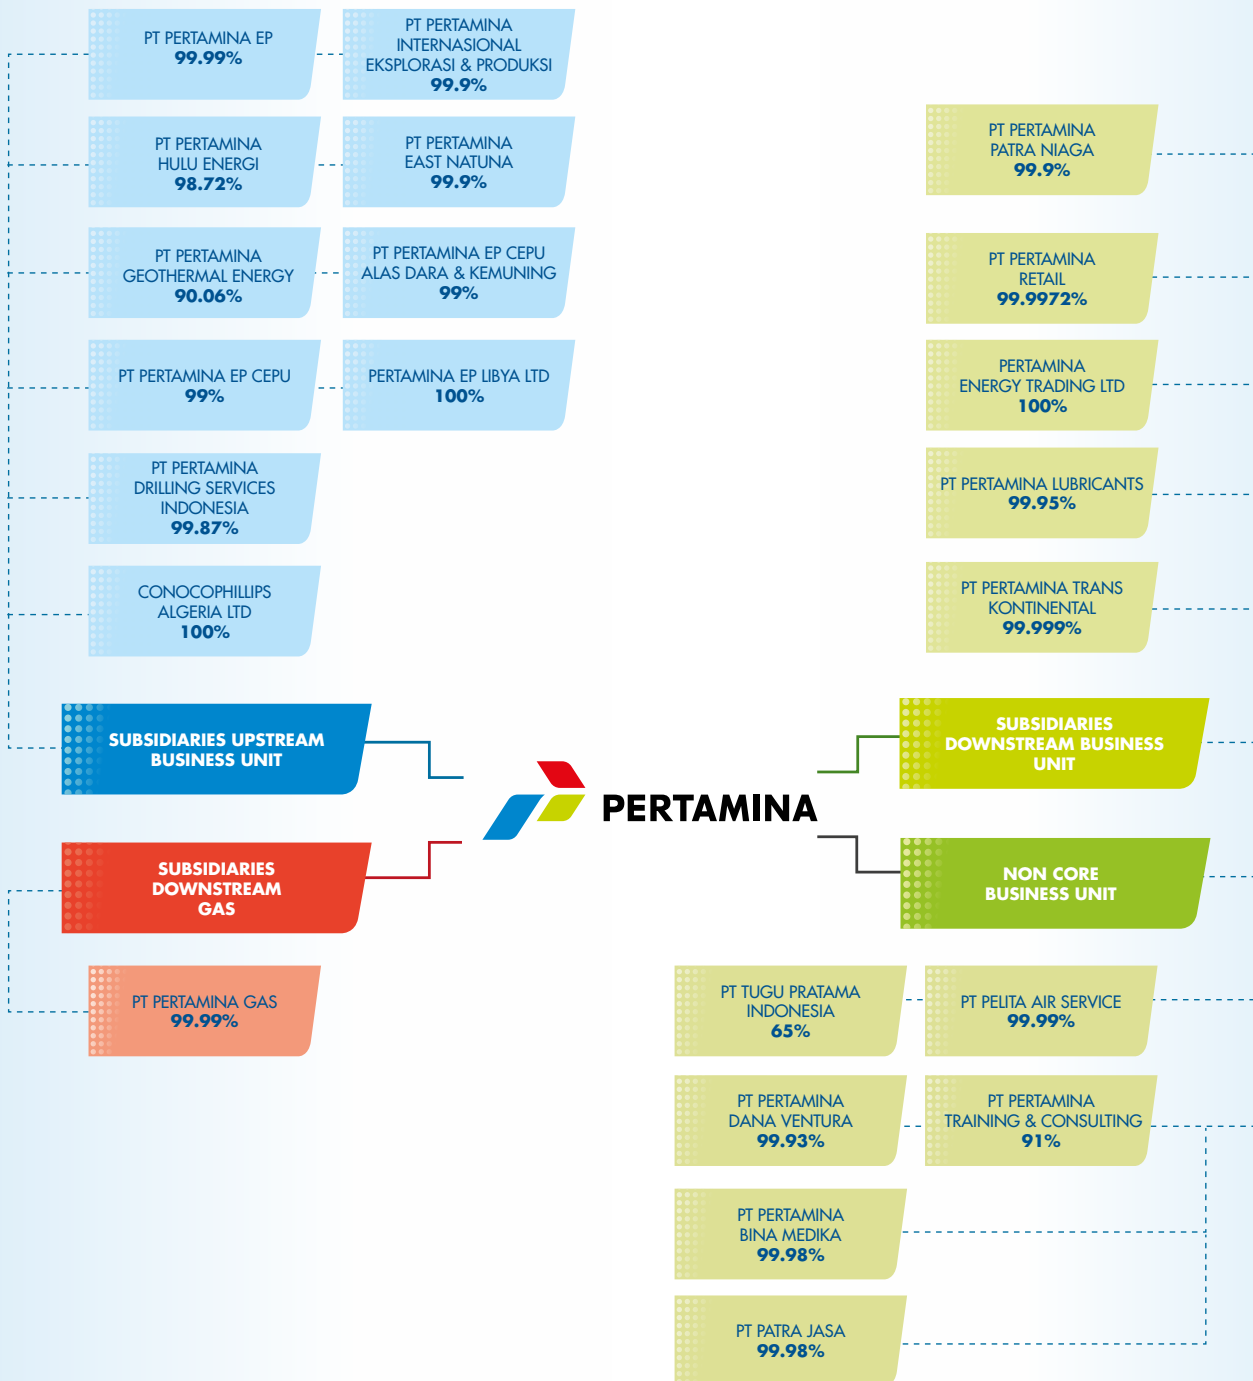 PT PERTAMINA EP
99.99%
PT PERTAMINA
INTERNASIONAL
EKSPLORASI & PRODUKSI
99.9%
PT PERTAMINA
HULU ENERGI
98.72%
PT PERTAMINA
EAST NATUNA
99.9%
PT PERTAMINA
GEOTHERMAL ENERGY
90.06%
PT PERTAMINA EP CEPU
ALAS DARA & KEMUNING
99%
PT PERTAMINA EP CEPU
99%
PERTAMINA EP LIBYA LTD
100%
PT PERTAMINA
DRILLING SERVICES
INDONESIA
99.87%
CONOCOPHILLIPS
ALGERIA LTD
100%
SUBSIDIARIES UPSTREAM
BUSINESS UNIT
SUBSIDIARIES
DOWNSTREAM
GAS
PT PERTAMINA GAS
99.99%
PERTAMINA
PT PERTAMINA
PATRA NIAGA
99.9%
PT PERTAMINA
RETAIL
99.9972%
PERTAMINA
ENERGY TRADING LTD
100%
PT PERTAMINA LUBRICANTS
99.95%
PT PERTAMINA TRANS
KONTINENTAL
99.999%
SUBSIDIARIES
DOWNSTREAM BUSINESS
UNIT
NON CORE
BUSINESS UNIT
PT TUGU PRATAMA
INDONESIA
65%
PT PELITA AIR SERVICE
99.99%
PT PERTAMINA
DANA VENTURA
99.93%
PT PERTAMINA
TRAINING & CONSULTING
91%
PT PERTAMINA
BINA MEDIKA
99.98%
PT PATRA JASA
99.98%